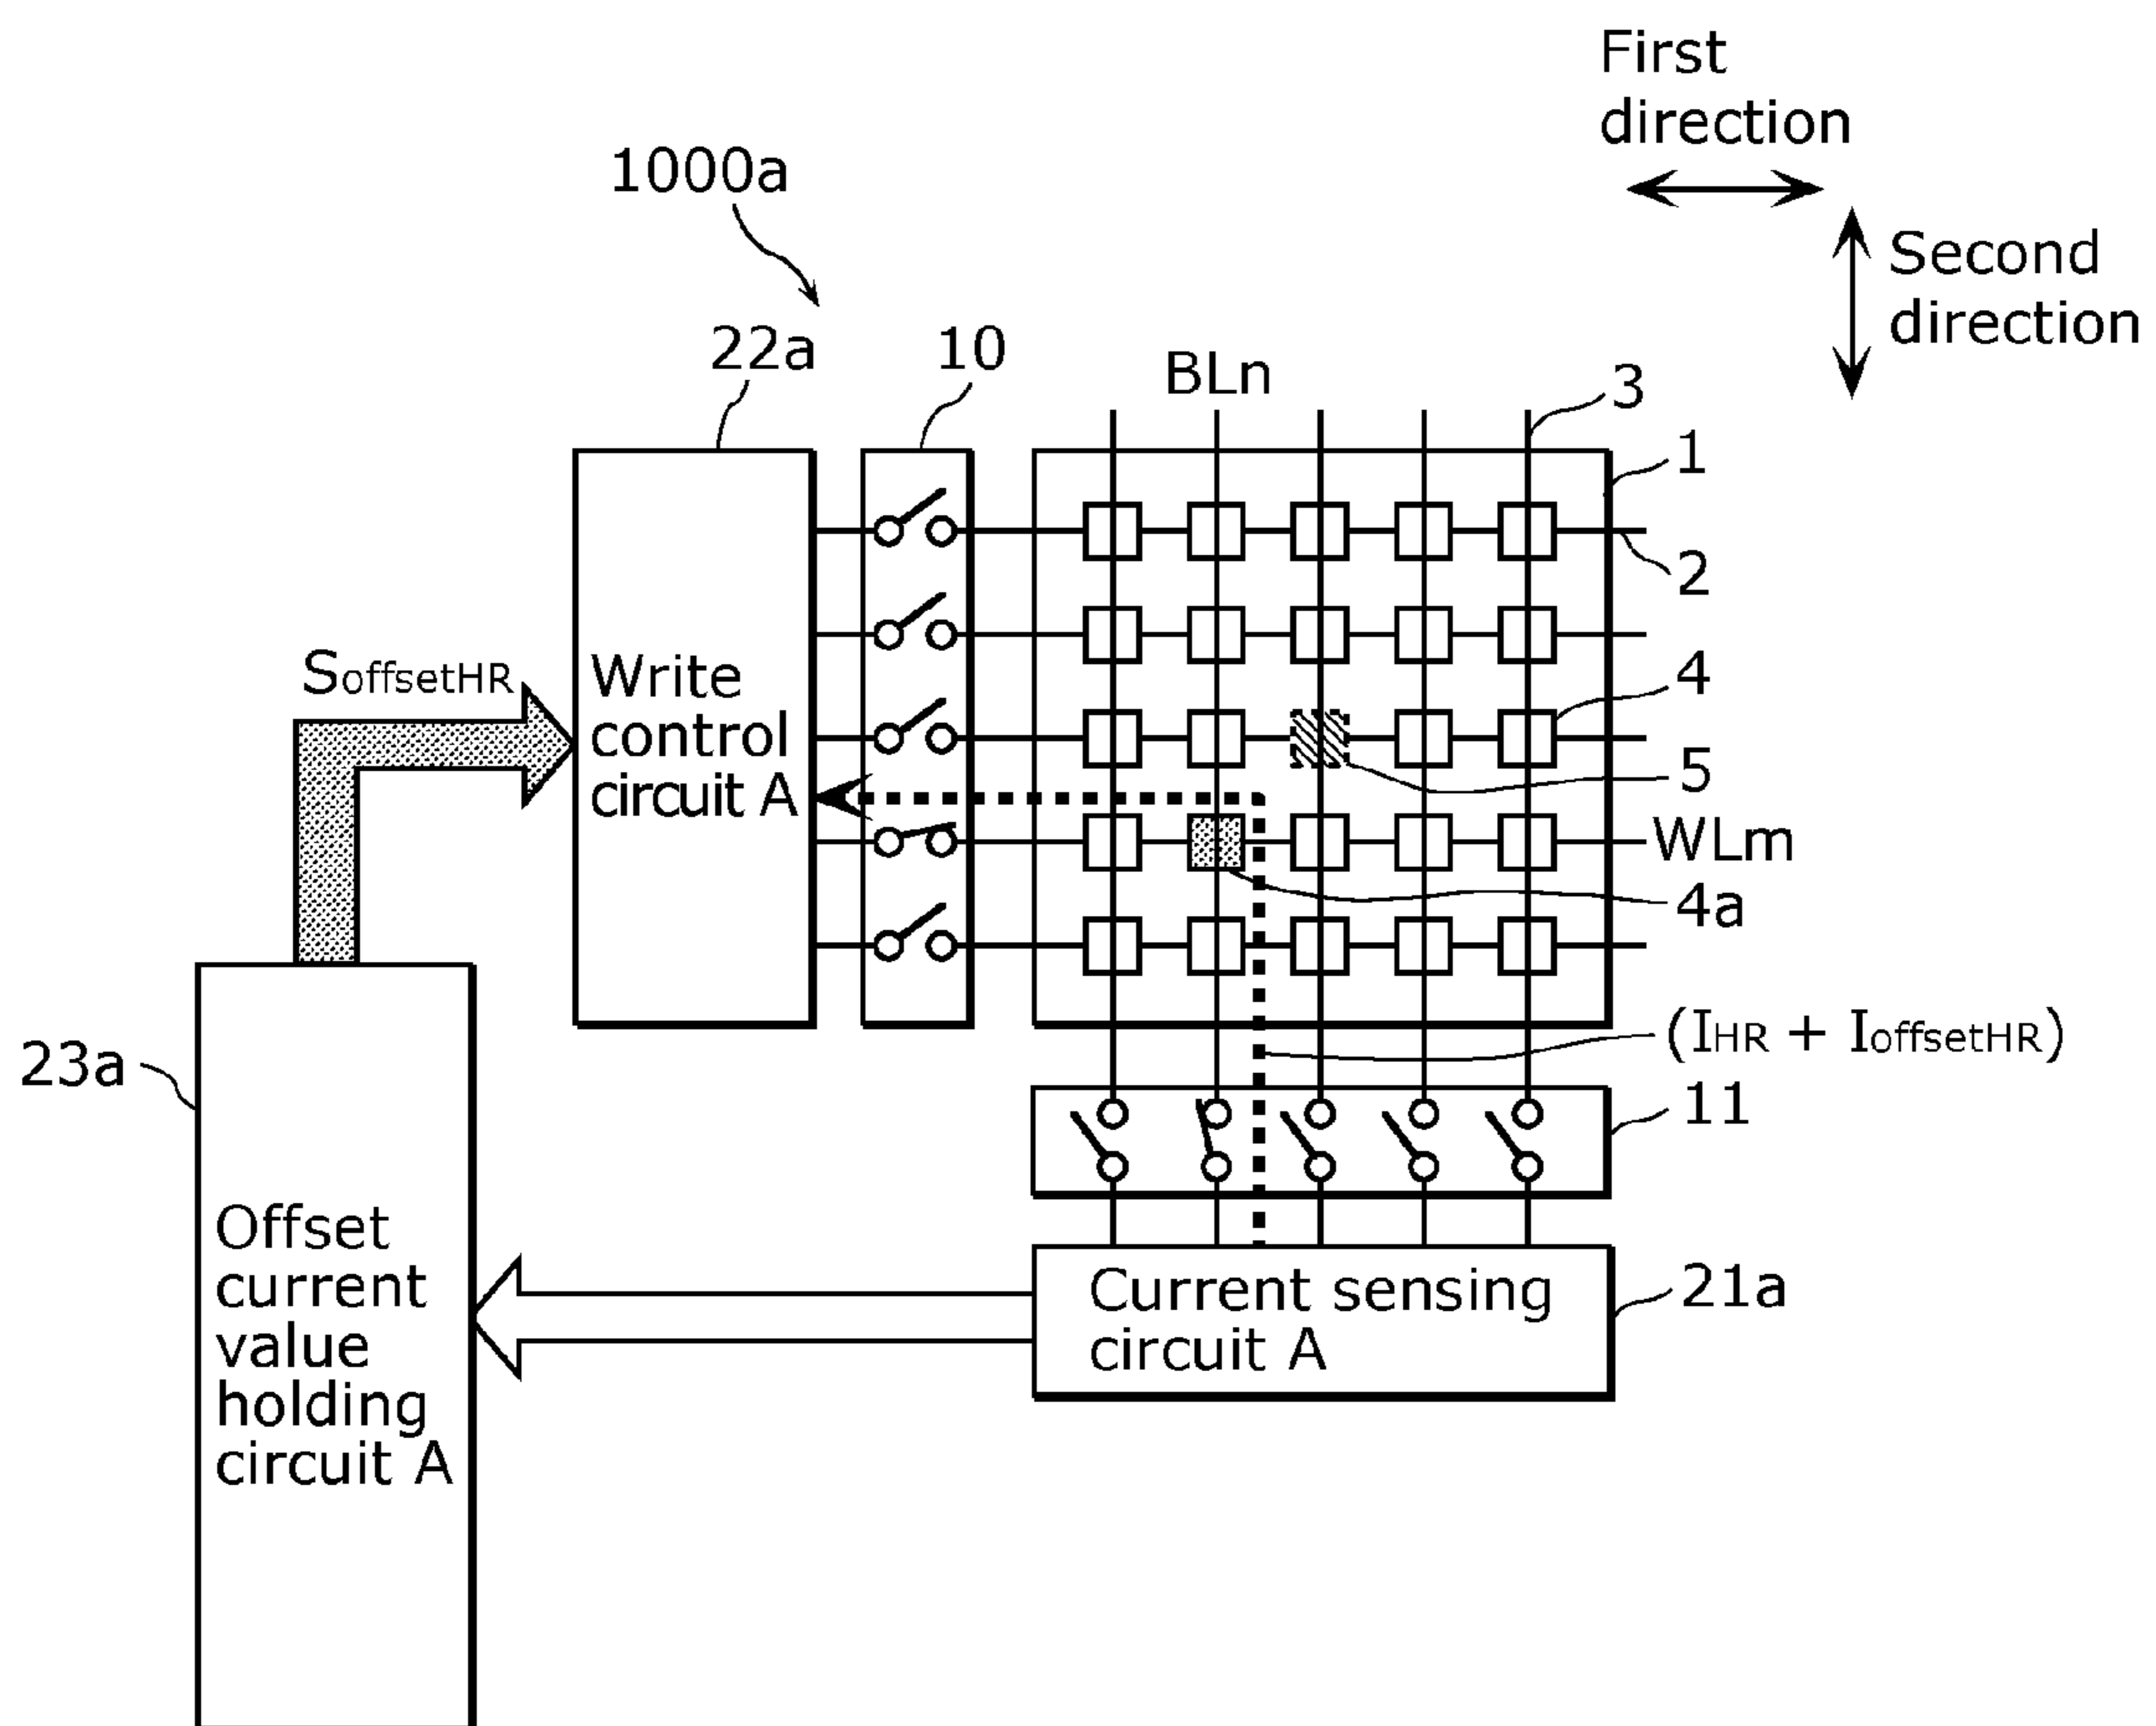 First
direction
1000a
Second
direction
22a
10
BLn
3
1
2
SoffsetHR
Write
control
circuit A
4
5
WLm
4a
23a
(IHR + IoffsetHR)
11
Offset
current
value
holding
circuit A
Current sensing
circuit A
21a